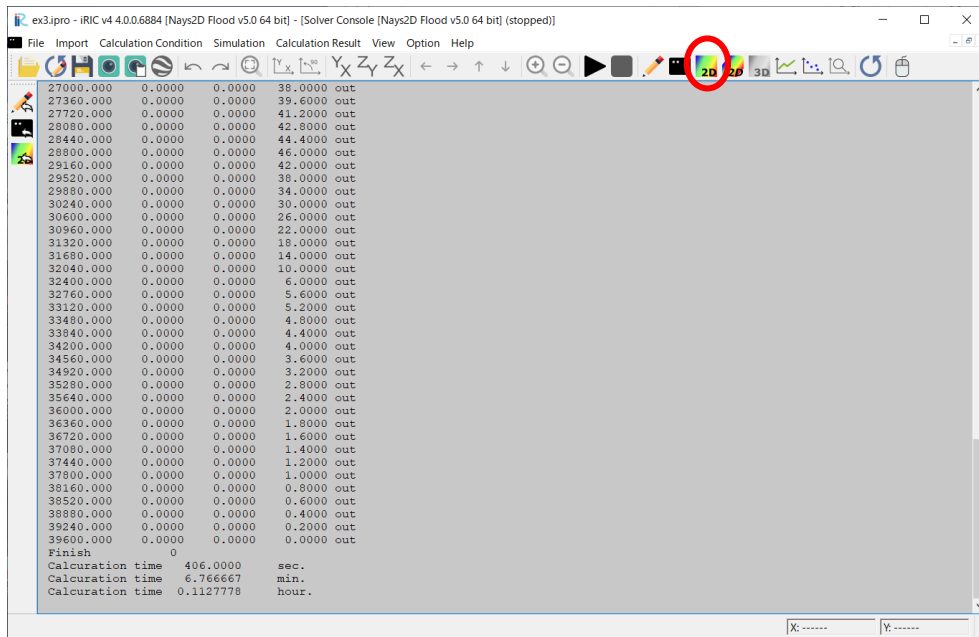 ex3.ipro - iRIC v4 4.0.0.6884 [Nays2D Flood v5.0 64 bit] - [Solver Console [Nays2D Flood v5.0 64 bit] (stopped)]
File Import Calculation Condition Simulation Calculation Result View Option Help
YX ZY ZX 2D 2D 3D
27000.000 0.0000 0.0000 38.0000 out
27360.000 0.0000 0.0000 39.6000 out
27720.000 0.0000 0.0000 41.2000 out
28080.000 0.0000 0.0000 42.8000 out
28440.000 0.0000 0.0000 44.4000 out
28800.000 0.0000 0.0000 46.0000 out
29160.000 0.0000 0.0000 42.0000 out
29520.000 0.0000 0.0000 38.0000 out
29880.000 0.0000 0.0000 34.0000 out
30240.000 0.0000 0.0000 30.0000 out
30600.000 0.0000 0.0000 26.0000 out
30960.000 0.0000 0.0000 22.0000 out
31320.000 0.0000 0.0000 18.0000 out
31680.000 0.0000 0.0000 14.0000 out
32040.000 0.0000 0.0000 10.0000 out
32400.000 0.0000 0.0000 6.0000 out
32760.000 0.0000 0.0000 5.6000 out
33120.000 0.0000 0.0000 5.2000 out
33480.000 0.0000 0.0000 4.8000 out
33840.000 0.0000 0.0000 4.4000 out
34200.000 0.0000 0.0000 4.0000 out
34560.000 0.0000 0.0000 3.6000 out
34920.000 0.0000 0.0000 3.2000 out
35280.000 0.0000 0.0000 2.8000 out
35640.000 0.0000 0.0000 2.4000 out
36000.000 0.0000 0.0000 2.0000 out
36360.000 0.0000 0.0000 1.8000 out
36720.000 0.0000 0.0000 1.6000 out
37080.000 0.0000 0.0000 1.4000 out
37440.000 0.0000 0.0000 1.2000 out
37800.000 0.0000 0.0000 1.0000 out
38160.000 0.0000 0.0000 0.8000 out
38520.000 0.0000 0.0000 0.6000 out
38880.000 0.0000 0.0000 0.4000 out
39240.000 0.0000 0.0000 0.2000 out
39600.000 0.0000 0.0000 0.0000 out
Finish 0
Calcuration time 406.0000 sec.
Calcuration time 6.766667 min.
Calcuration time 0.1127778 hour.
X: ------ Y: ------